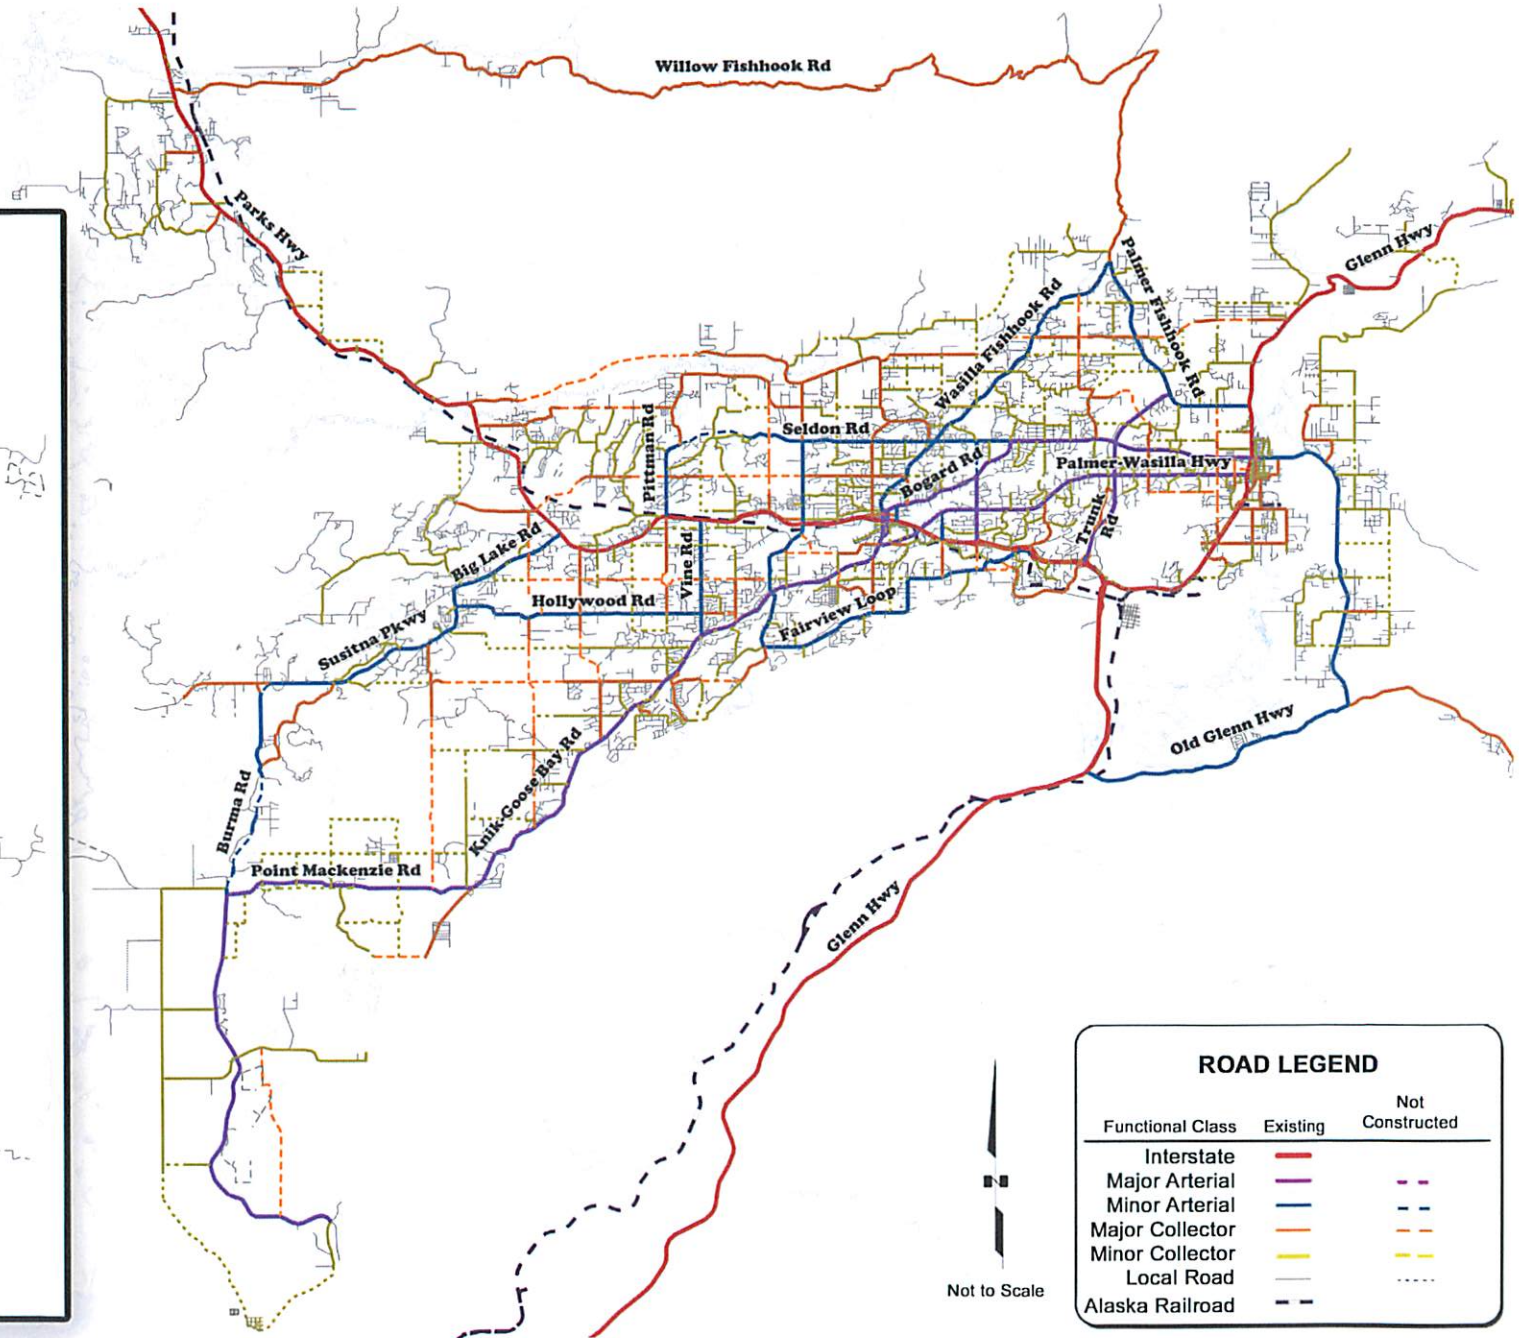 Willow Fishhook Rd
Parks Hwy
Glenn Hwy
Palmer Fishhook Rd
Wasilla Fishhook Rd
Seldon Rd
Pittman Rd
Bogard Rd
Palmer-Wasilla Hwy
Trunk
Rd
Big Lake Rd
Vine Rd
Hollywood Rd
Fairview Loop
Susitna Pkwy
Old Glenn Hwy
Knik-Goose Bay Rd
Burma Rd
Point Mackenzie Rd
Glenn Hwy
N
Not to Scale
ROAD LEGEND
Functional Class Existing Not
Constructed
Interstate
Major Arterial
Minor Arterial
Major Collector
Minor Collector
Local Road
Alaska Railroad